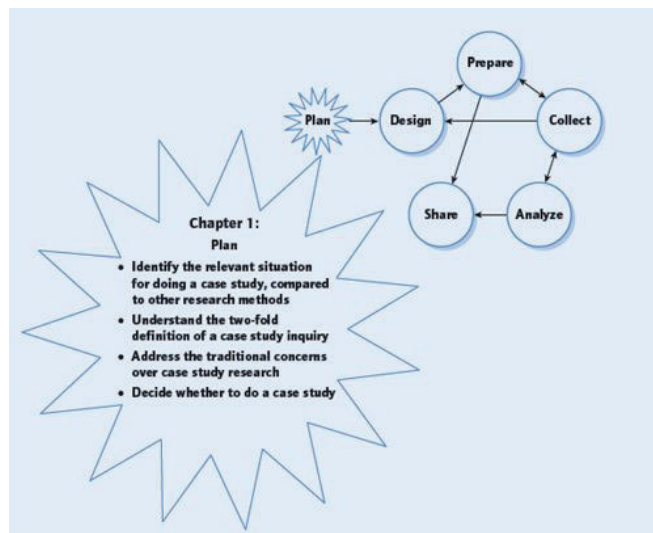 Prepare
Plan
Design
Collect
Share
Analyze
Chapter 1:
Plan
• Identify the relevant situation
for doing a case study, compared
to other research methods
• Understand the two-fold
definition of a case study inquiry
• Address the traditional concerns
over case study research
• Decide whether to do a case study